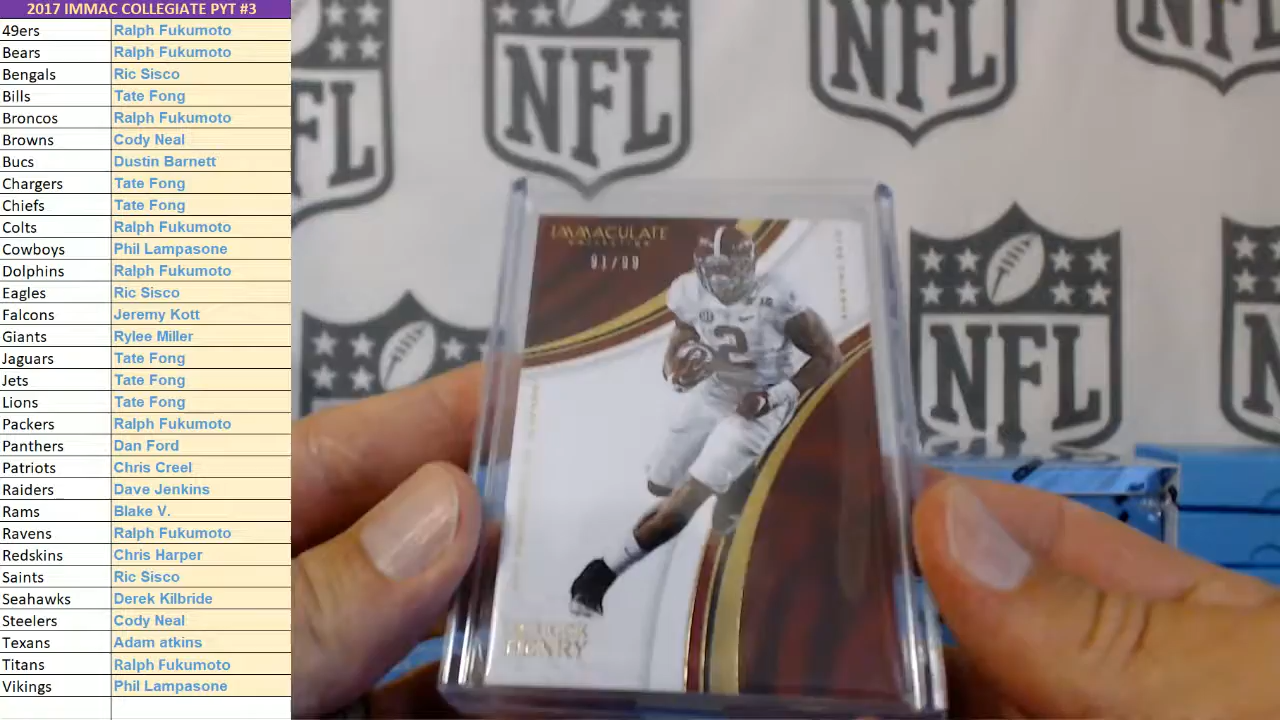 2017 IMMAC COLLEGIATE PYT #3
49ers Ralph Fukumoto
Bears Ralph Fukumoto
Bengals Ric Sisco
Bills Tate Fong
Broncos Ralph Fukumoto
Browns Cody Neal
Bucs Dustin Barnett
Chargers Tate Fong
Chiefs Tate Fong
Colts Ralph Fukumoto
Cowboys Phil Lampasone
Dolphins Ralph Fukumoto
Eagles Ric Sisco
Falcons Jeremy Kott
Giants Rylee Miller
Jaguars Tate Fong
Jets Tate Fong
Lions Tate Fong
Packers Ralph Fukumoto
Panthers Dan Ford
Patriots Chris Creel
Raiders Dave Jenkins
Rams Blake V.
Ravens Ralph Fukumoto
Redskins Chris Harper
Saints Ric Sisco
Seahawks Derek Kilbride
Steelers Cody Neal
Texans Adam atkins
Titans Ralph Fukumoto
Vikings Phil Lampasone
NFL
NFL
NFL
NFL
NFL
IMMACULATE
COLLECTION
91/99
2
HENRY